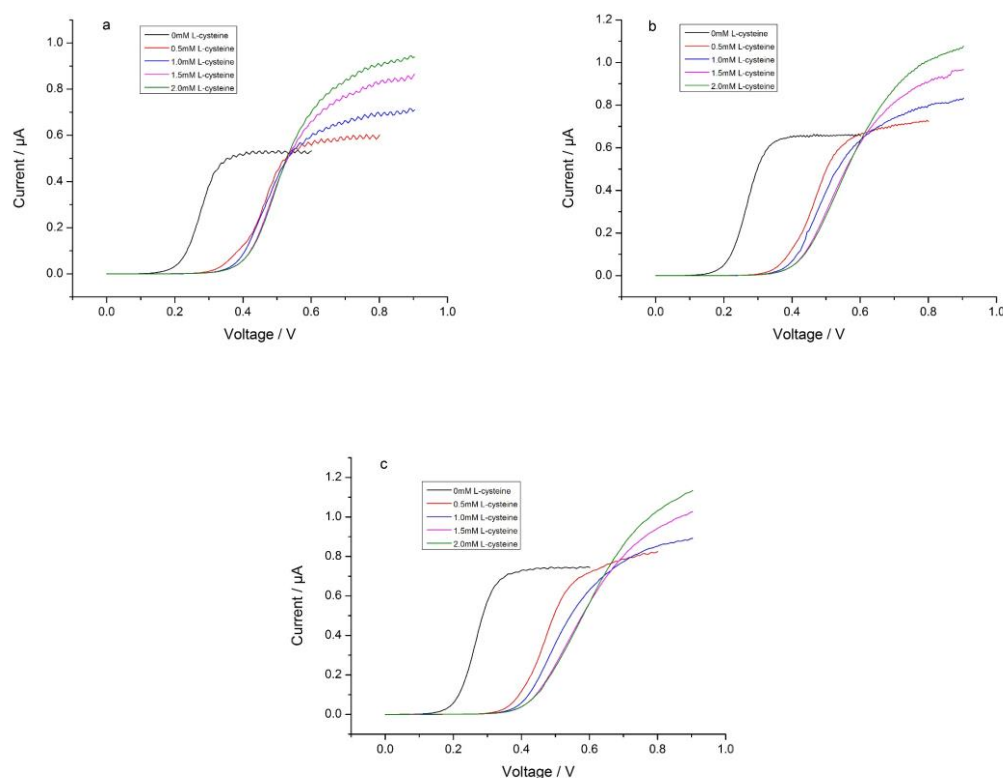 a
0mM L-cysteine
0.5mM L-cysteine
1.0mM L-cysteine
1.5mM L-cysteine
2.0mM L-cysteine
1.0
0.8
0.6
0.4
0.2
0.0
Current / µA
0.0 0.2 0.4 0.6 0.8 1.0
Voltage / V
b
0mM L-cysteine
0.5mM L-cysteine
1.0mM L-cysteine
1.5mM L-cysteine
2.0mM L-cysteine
1.2
1.0
0.8
0.6
0.4
0.2
0.0
Current / µA
0.0 0.2 0.4 0.6 0.8 1.0
Voltage / V
c
0mM L-cysteine
0.5mM L-cysteine
1.0mM L-cysteine
1.5mM L-cysteine
2.0mM L-cysteine
1.2
1.0
0.8
0.6
0.4
0.2
0.0
Current / µA
0.0 0.2 0.4 0.6 0.8 1.0
Voltage / V